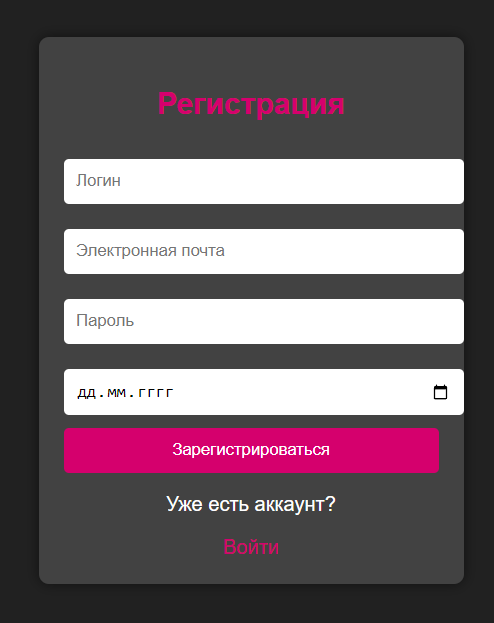 Регистрация
Логин
Электронная почта
Пароль
дд.мм.гггг
Зарегистрироваться
Уже есть аккаунт?
Войти